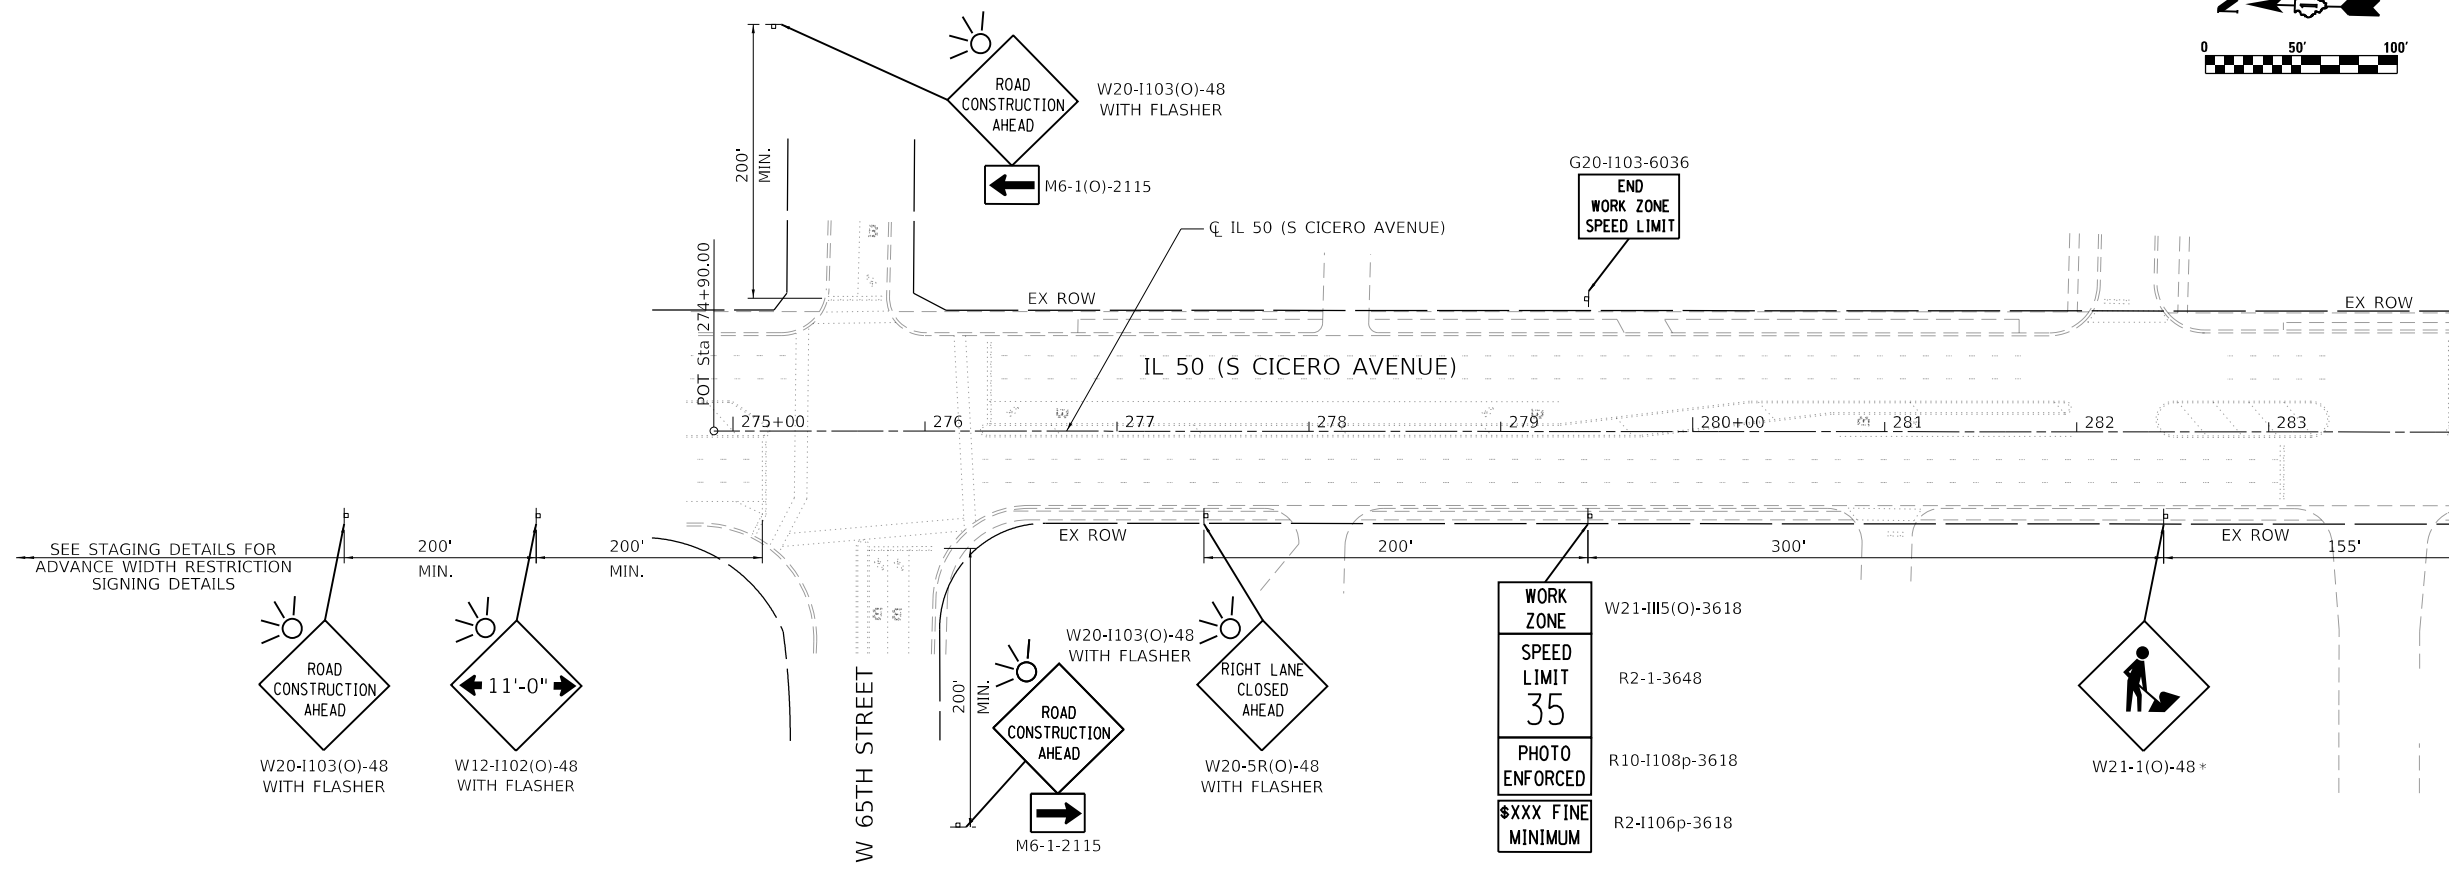 N
0 50' 100'
ROAD
CONSTRUCTION
AHEAD
W20-I103(O)-48
WITH FLASHER
M6-1(O)-2115
200'
MIN.
G20-I103-6036
END
WORK ZONE
SPEED LIMIT
℄ IL 50 (S CICERO AVENUE)
POT Sta 274+90.00
EX ROW
EX ROW
IL 50 (S CICERO AVENUE)
275+00 276 277 278 279 280+00 281 282 283
EX ROW
EX ROW
SEE STAGING DETAILS FOR
ADVANCE WIDTH RESTRICTION
SIGNING DETAILS
200'
MIN.
200'
MIN.
200'
300'
155'
ROAD
CONSTRUCTION
AHEAD
W20-I103(O)-48
WITH FLASHER
11'-0"
W12-I102(O)-48
WITH FLASHER
W 65TH STREET
200'
MIN.
W20-I103(O)-48
WITH FLASHER
ROAD
CONSTRUCTION
AHEAD
M6-1-2115
RIGHT LANE
CLOSED
AHEAD
W20-5R(O)-48
WITH FLASHER
WORK
ZONE
W21-III5(O)-3618
SPEED
LIMIT
35
R2-1-3648
PHOTO
ENFORCED
R10-I108p-3618
$XXX FINE
MINIMUM
R2-I106p-3618
W21-1(O)-48 *